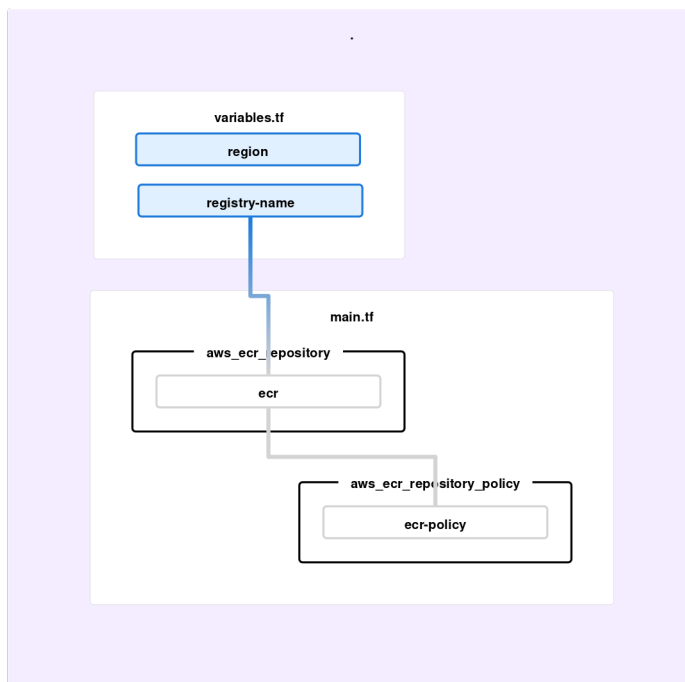 .
variables.tf
region
registry-name
main.tf
aws_ecr_repository
ecr
aws_ecr_repository_policy
ecr-policy